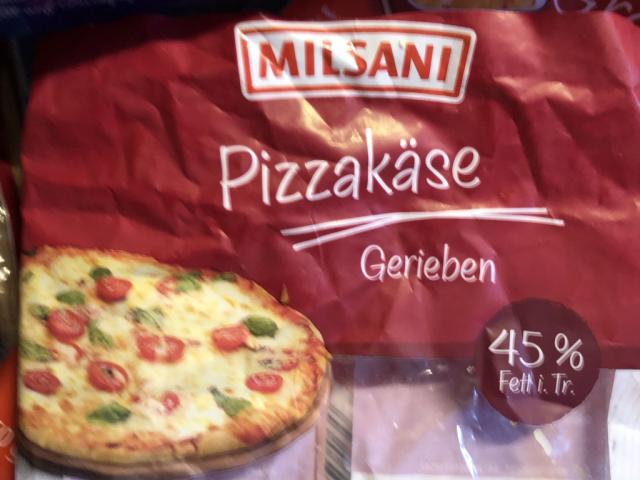 MILSANI
Pizzakäse
Gerieben
45 %
Fett i. Tr.